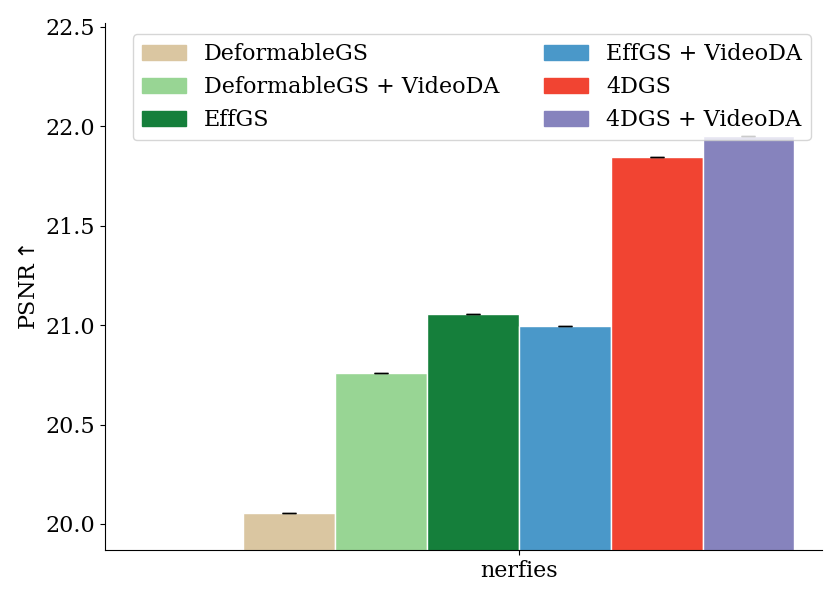 22.5
22.0
21.5
21.0
20.5
20.0
PSNR ↑
DeformableGS
DeformableGS + VideoDA
EffGS
EffGS + VideoDA
4DGS
4DGS + VideoDA
nerfies